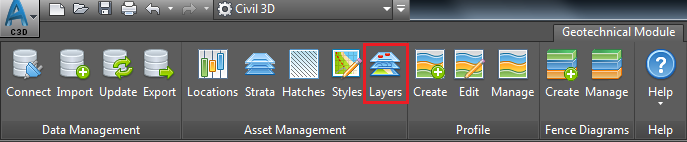 Civil 3D
C3D
Geotechnical Module
Connect Import Update Export Locations Strata Hatches Styles Layers Create Edit Manage Create Manage Help
Data Management Asset Management Profile Fence Diagrams Help